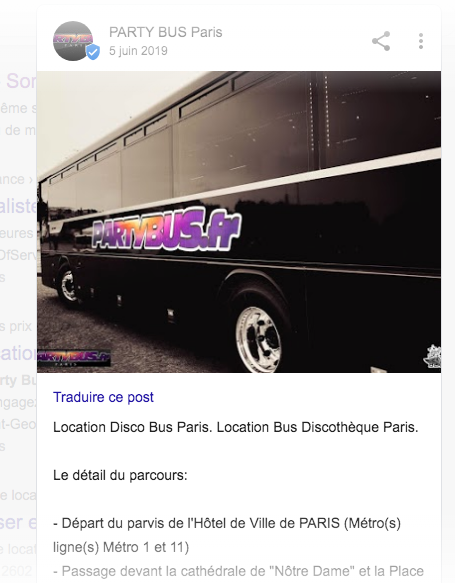 PARTY BUS Paris
5 juin 2019
PARTYBUS.fr
PARTYBUS.fr
PARIS
Traduire ce post
Location Disco Bus Paris. Location Bus Discothèque Paris.
Le détail du parcours:
- Départ du parvis de l'Hôtel de Ville de PARIS (Métro(s)
ligne(s) Métro 1 et 11)
- Passage devant la cathédrale de "Nôtre Dame" et la Place